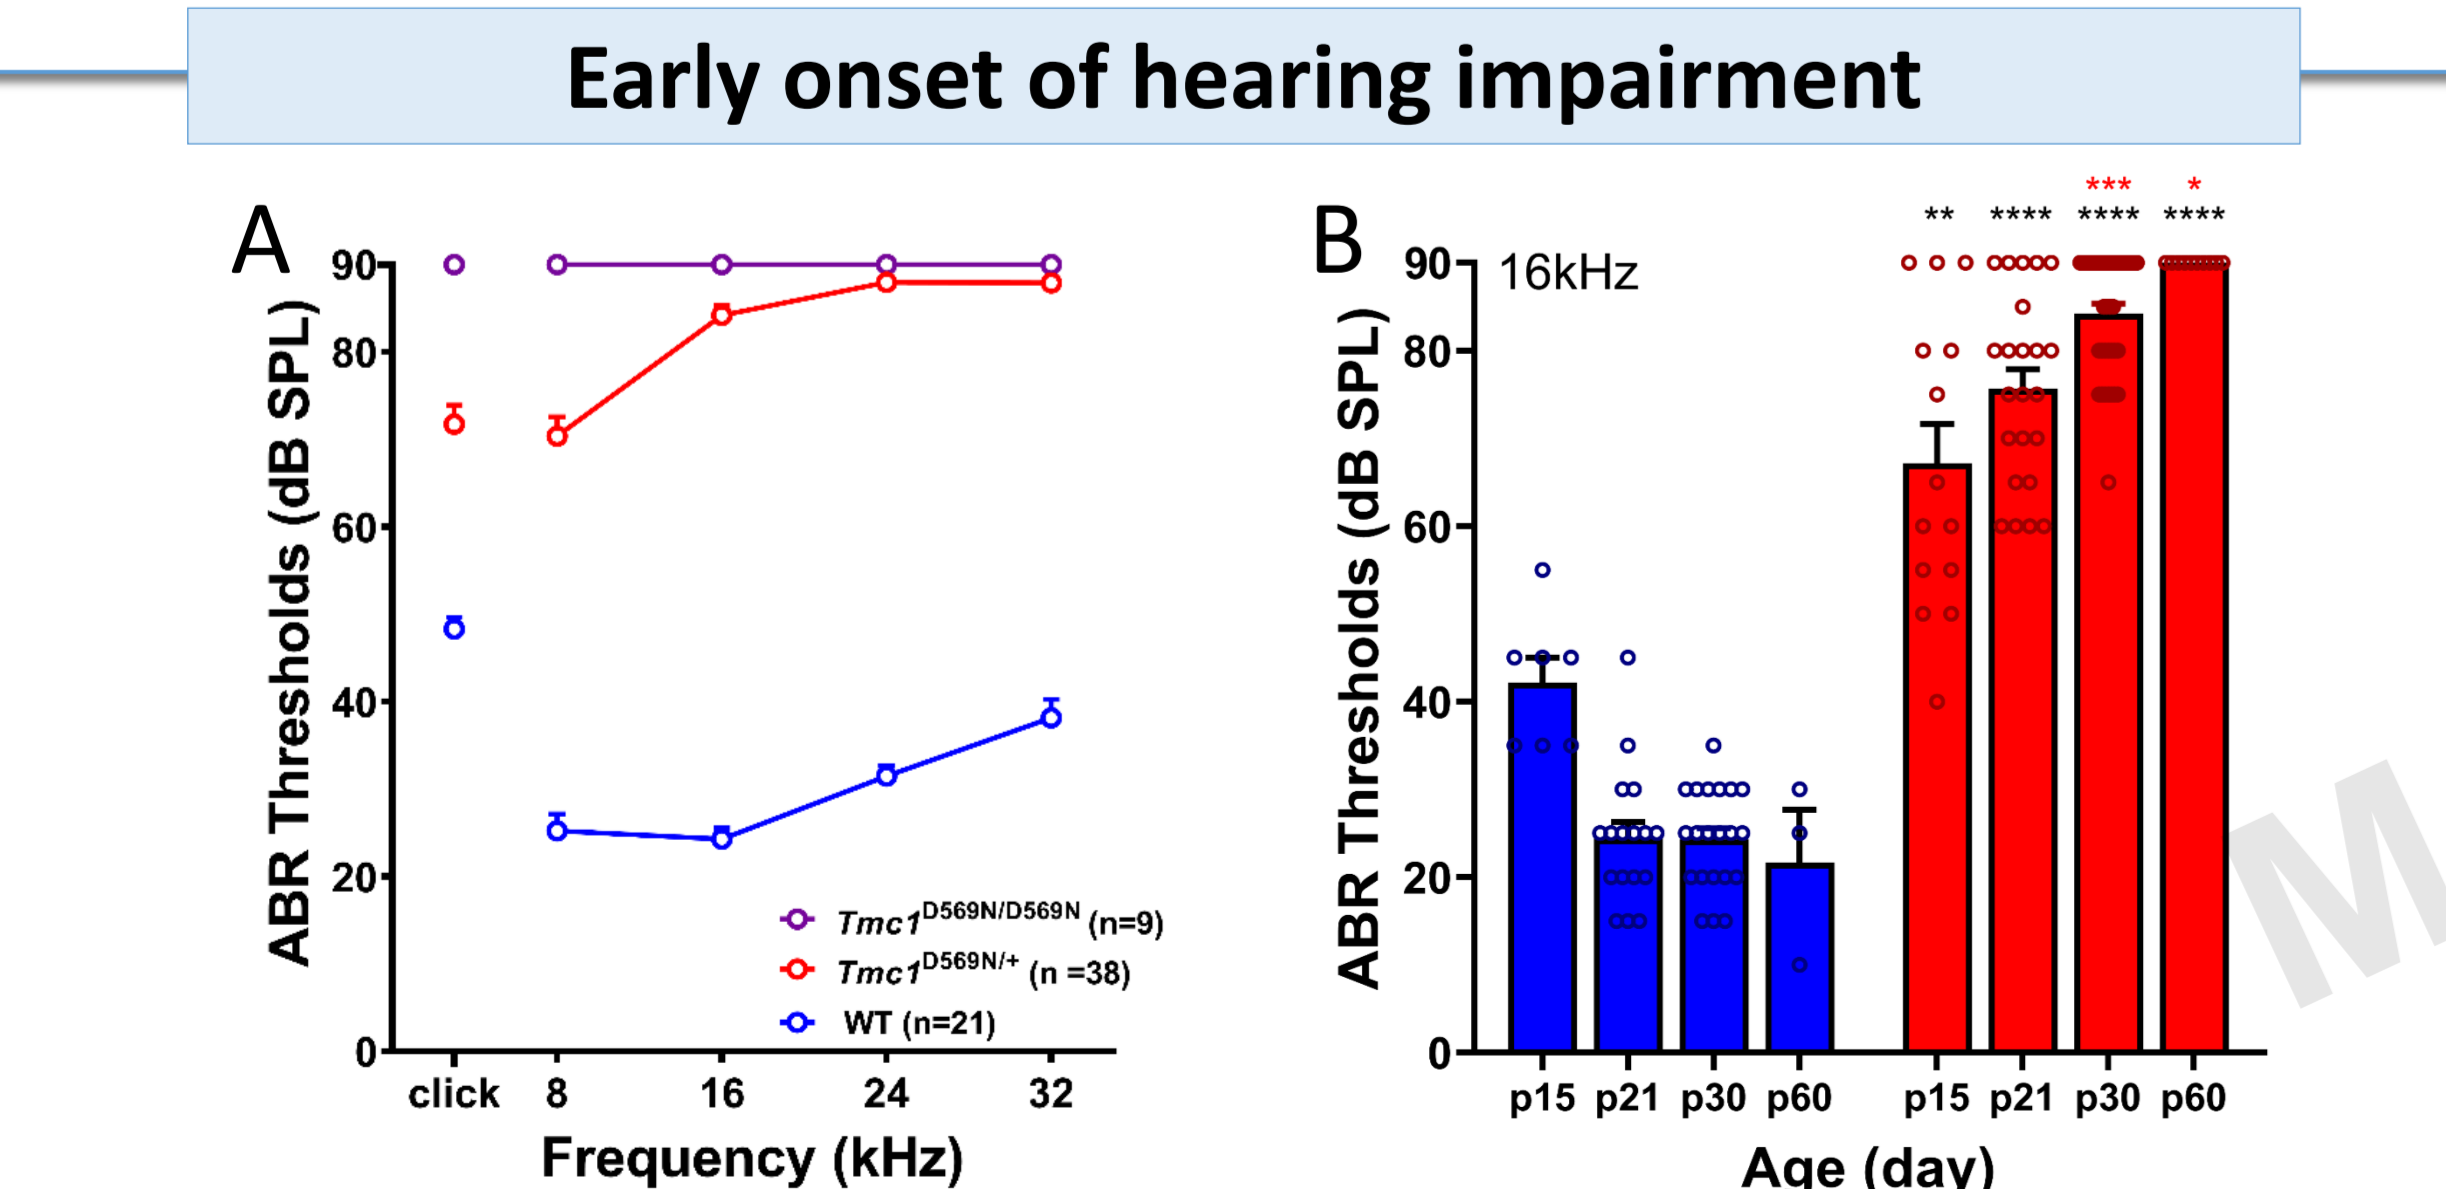 Early onset of hearing impairment
A
ABR Thresholds (dB SPL)
90
80
60
40
20
0
click 8 16 24 32
Frequency (kHz)
Tmc1D569N/D569N (n=9)
Tmc1D569N/+ (n =38)
WT (n=21)
B
16kHz
*** *
** **** **** ****
ABR Thresholds (dB SPL)
90
80
60
40
20
0
p15 p21 p30 p60 p15 p21 p30 p60
Age (day)
M